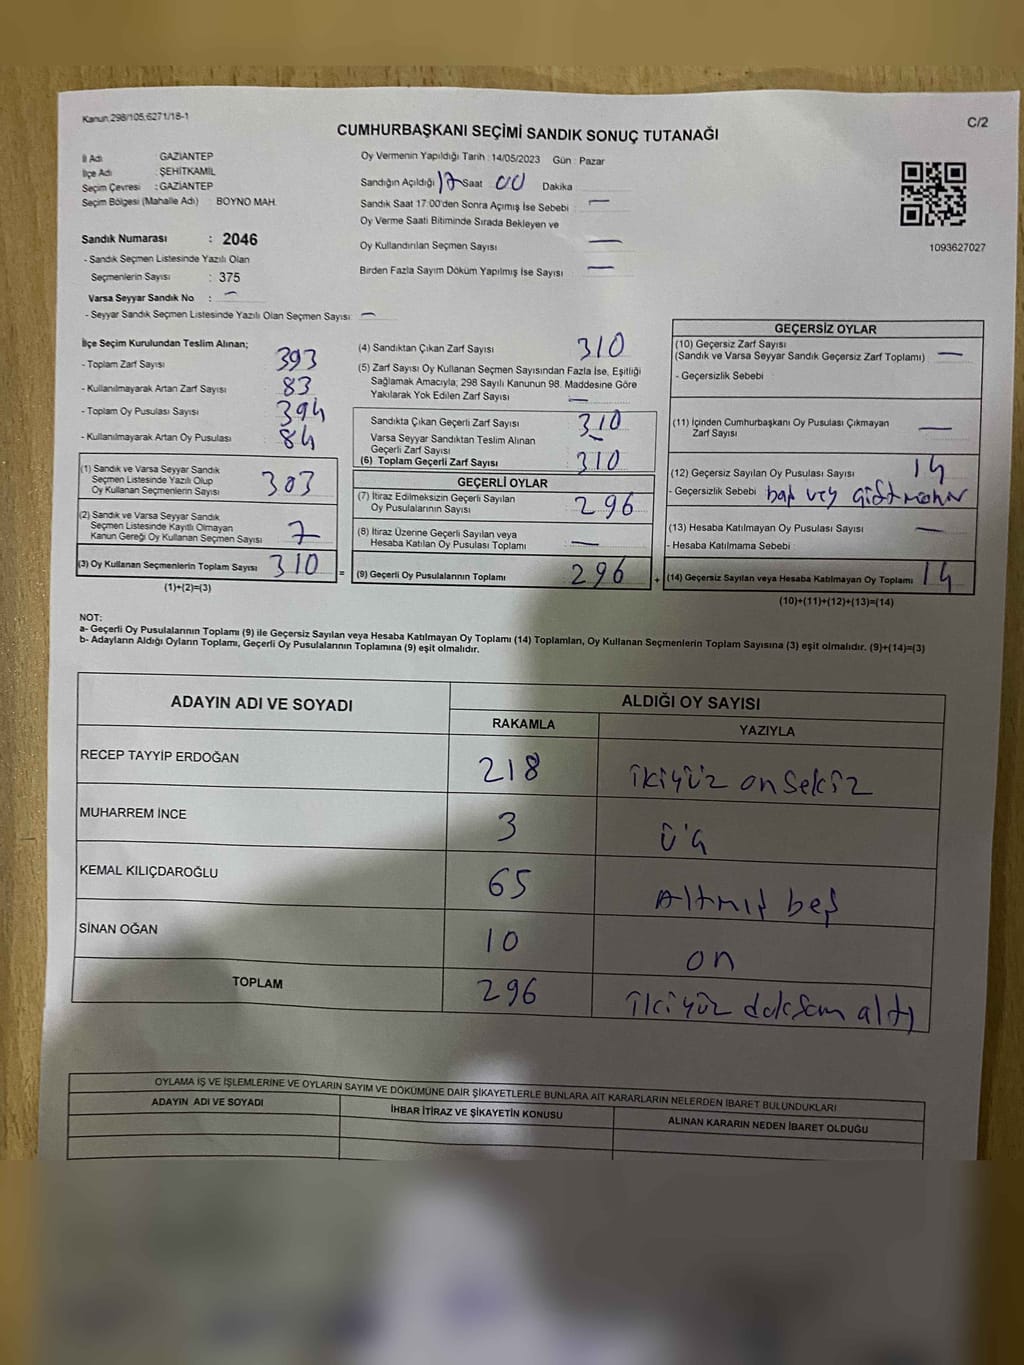 Kanun.298/105,6271/18-1
C/2
CUMHURBAŞKANI SEÇİMİ SANDIK SONUÇ TUTANAĞI
İl Adı : GAZİANTEP
İlçe Adı : ŞEHİTKAMİL
Seçim Çevresi : GAZİANTEP
Seçim Bölgesi (Mahalle Adı) : BOYNO MAH.
Sandık Numarası : 2046
- Sandık Seçmen Listesinde Yazılı Olan
Seçmenlerin Sayısı : 375
Varsa Seyyar Sandık No : —
- Seyyar Sandık Seçmen Listesinde Yazılı Olan Seçmen Sayısı: —
Oy Vermenin Yapıldığı Tarih : 14/05/2023 Gün : Pazar
Sandığın Açıldığı 17 Saat 00 Dakika
Sandık Saat 17:00'den Sonra Açımış İse Sebebi : —
Oy Verme Saati Bitiminde Sırada Bekleyen ve
Oy Kullandırılan Seçmen Sayısı —
Birden Fazla Sayım Döküm Yapılmış İse Sayısı : —
1093627027
İlçe Seçim Kurulundan Teslim Alınan;
- Toplam Zarf Sayısı 393
- Kullanılmayarak Artan Zarf Sayısı 83
- Toplam Oy Pusulası Sayısı 394
- Kullanılmayarak Artan Oy Pusulası 84
(1) Sandık ve Varsa Seyyar Sandık
Seçmen Listesinde Yazılı Olup
Oy Kullanan Seçmenlerin Sayısı 303
(2) Sandık ve Varsa Seyyar Sandık
Seçmen Listesinde Kayıtlı Olmayan
Kanun Gereği Oy Kullanan Seçmen Sayısı 7
(3) Oy Kullanan Seçmenlerin Toplam Sayısı 310
(1)+(2)=(3)
=
(4) Sandıktan Çıkan Zarf Sayısı 310
(5) Zarf Sayısı Oy Kullanan Seçmen Sayısından Fazla İse, Eşitliği
Sağlamak Amacıyla; 298 Sayılı Kanunun 98. Maddesine Göre
Yakılarak Yok Edilen Zarf Sayısı —
Sandıkta Çıkan Geçerli Zarf Sayısı 310
Varsa Seyyar Sandıktan Teslim Alınan
Geçerli Zarf Sayısı —
(6) Toplam Geçerli Zarf Sayısı 310
GEÇERLİ OYLAR
(7) İtiraz Edilmeksizin Geçerli Sayılan
Oy Pusulalarının Sayısı 296
(8) İtiraz Üzerine Geçerli Sayılan veya
Hesaba Katılan Oy Pusulası Toplamı —
(9) Geçerli Oy Pusulalarının Toplamı 296
+
GEÇERSİZ OYLAR
(10) Geçersiz Zarf Sayısı
(Sandık ve Varsa Seyyar Sandık Geçersiz Zarf Toplamı) —
- Geçersizlik Sebebi :
(11) İçinden Cumhurbaşkanı Oy Pusulası Çıkmayan
Zarf Sayısı —
(12) Geçersiz Sayılan Oy Pusulası Sayısı 14
- Geçersizlik Sebebi
(13) Hesaba Katılmayan Oy Pusulası Sayısı —
- Hesaba Katılmama Sebebi :
(14) Geçersiz Sayılan veya Hesaba Katılmayan Oy Toplamı 14
(10)+(11)+(12)+(13)=(14)
NOT:
a- Geçerli Oy Pusulalarının Toplamı (9) ile Geçersiz Sayılan veya Hesaba Katılmayan Oy Toplamı (14) Toplamları, Oy Kullanan Seçmenlerin Toplam Sayısına (3) eşit olmalıdır. (9)+(14)=(3)
b- Adayların Aldığı Oyların Toplamı, Geçerli Oy Pusulalarının Toplamına (9) eşit olmalıdır.
ADAYIN ADI VE SOYADI ALDIĞI OY SAYISI
RAKAMLA YAZIYLA
RECEP TAYYİP ERDOĞAN 218 ikiyüz onsekiz
MUHARREM İNCE 3 üç
KEMAL KILIÇDAROĞLU 65 Altmış beş
SİNAN OĞAN 10 on
TOPLAM 296 ikiyüz doksan altı
OYLAMA İŞ VE İŞLEMLERİNE VE OYLARIN SAYIM VE DÖKÜMÜNE DAİR ŞİKAYETLERLE BUNLARA AİT KARARLARIN NELERDEN İBARET BULUNDUKLARI
ADAYIN ADI VE SOYADI İHBAR İTİRAZ VE ŞİKAYETİN KONUSU ALINAN KARARIN NEDEN İBARET OLDUĞU